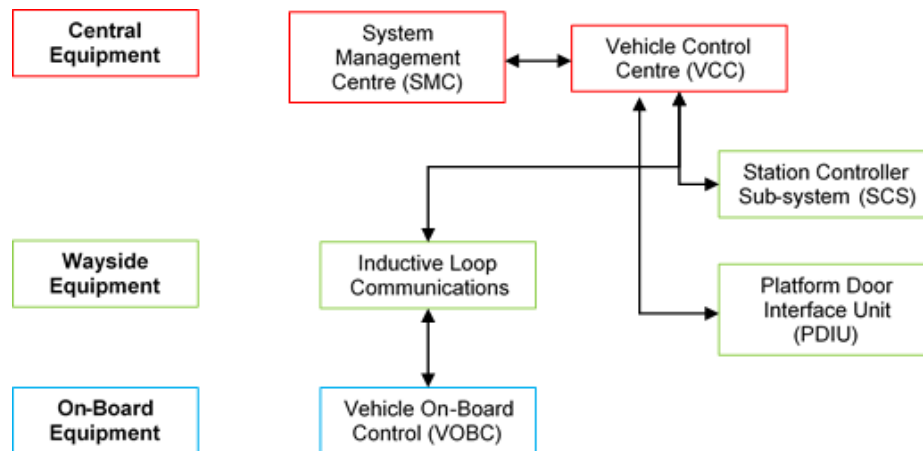 Central
Equipment
System
Management
Centre (SMC)
Vehicle Control
Centre (VCC)
Station Controller
Sub-system (SCS)
Wayside
Equipment
Inductive Loop
Communications
Platform Door
Interface Unit
(PDIU)
On-Board
Equipment
Vehicle On-Board
Control (VOBC)